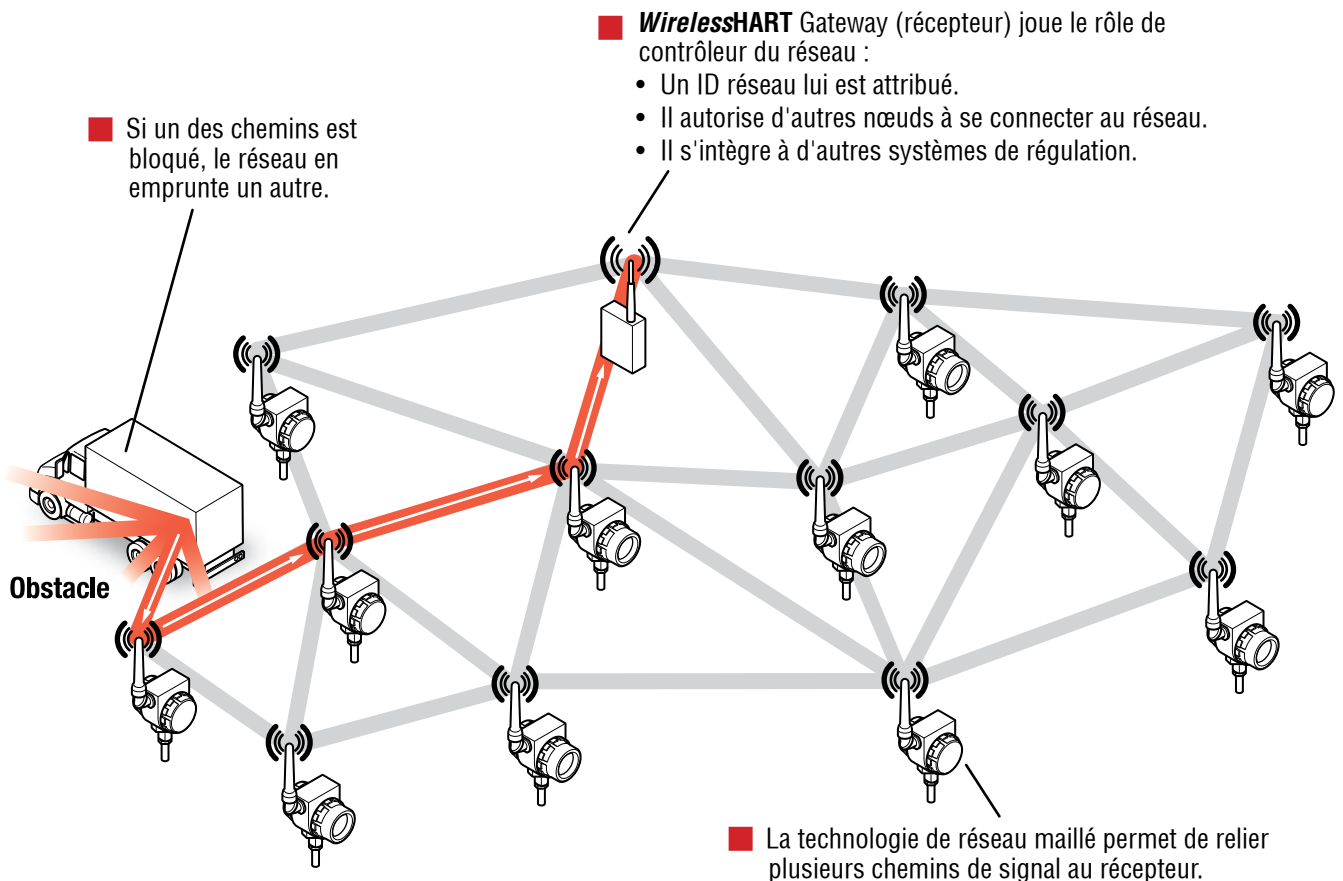 WirelessHART Gateway (récepteur) joue le rôle de
contrôleur du réseau :
• Un ID réseau lui est attribué.
• Il autorise d'autres nœuds à se connecter au réseau.
• Il s'intègre à d'autres systèmes de régulation.
Si un des chemins est
bloqué, le réseau en
emprunte un autre.
Obstacle
La technologie de réseau maillé permet de relier
plusieurs chemins de signal au récepteur.